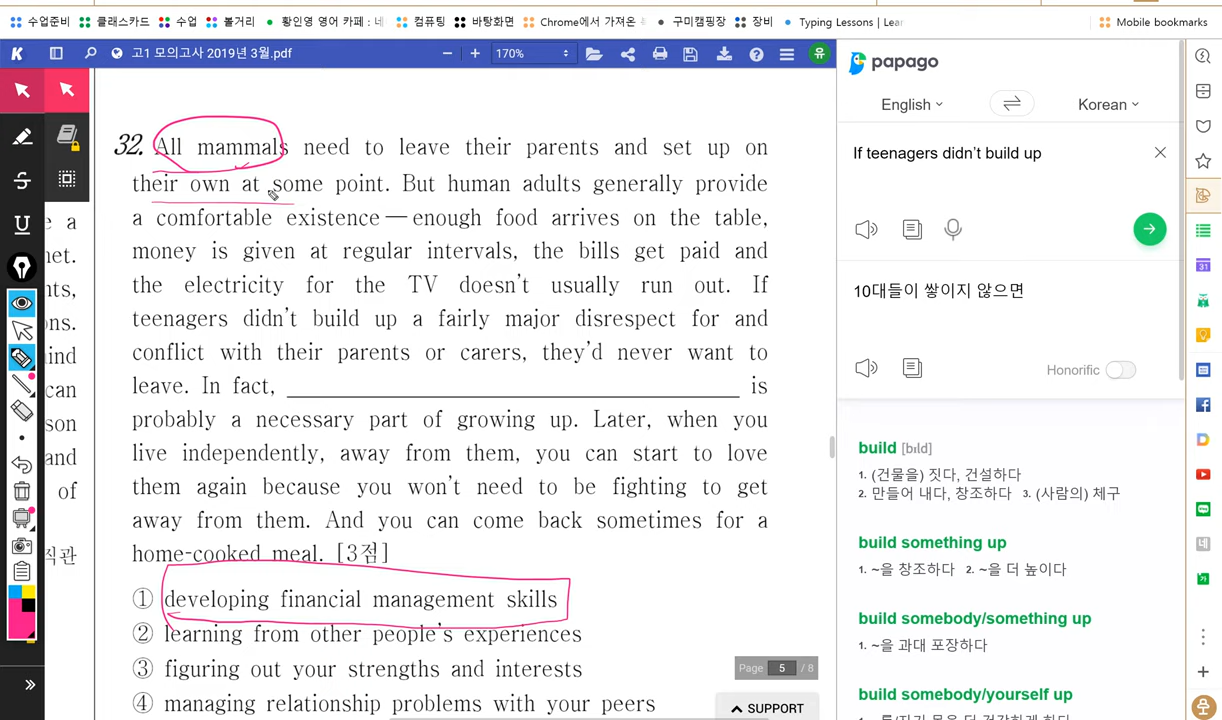 수업준비 클래스카드 수업 볼거리 황인영 영어 카페 : 네 컴퓨팅 바탕화면 Chrome에서 가져온 구미캠핑장 장비 Typing Lessons | Lear Mobile bookmarks
K 고1 모의고사 2019년 3월.pdf 170% 유
papago
English Korean
If teenagers didn't build up
10대들이 쌓이지 않으면
Honorific
build [bɪld]
1. (건물을) 짓다, 건설하다
2. 만들어 내다, 창조하다 3. (사람의) 체구
build something up
1. ~을 창조하다 2. ~을 더 높이다
build somebody/something up
1. ~을 과대 포장하다
build somebody/yourself up
e a
net.
nts,
ons.
ind
can
son
and
of
직관
32. All mammals need to leave their parents and set up on
their own at some point. But human adults generally provide
a comfortable existence — enough food arrives on the table,
money is given at regular intervals, the bills get paid and
the electricity for the TV doesn't usually run out. If
teenagers didn't build up a fairly major disrespect for and
conflict with their parents or carers, they'd never want to
leave. In fact, is
probably a necessary part of growing up. Later, when you
live independently, away from them, you can start to love
them again because you won't need to be fighting to get
away from them. And you can come back sometimes for a
home-cooked meal. [3점]
① developing financial management skills
② learning from other people's experiences
③ figuring out your strengths and interests
④ managing relationship problems with your peers
Page 5 / 8
SUPPORT
31